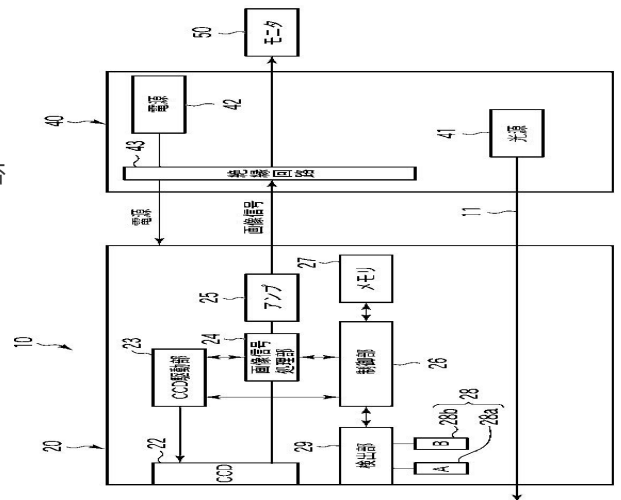 50
モニタ
40
電源
42
43
絶縁回路
41
光源
電源
画像信号
11
10
20
25
アンプ
27
メモリ
24
画像信号
処理部
23
CCD駆動部
制御部
26
22
CCD
29
検出部
B
A
28b
28a
28